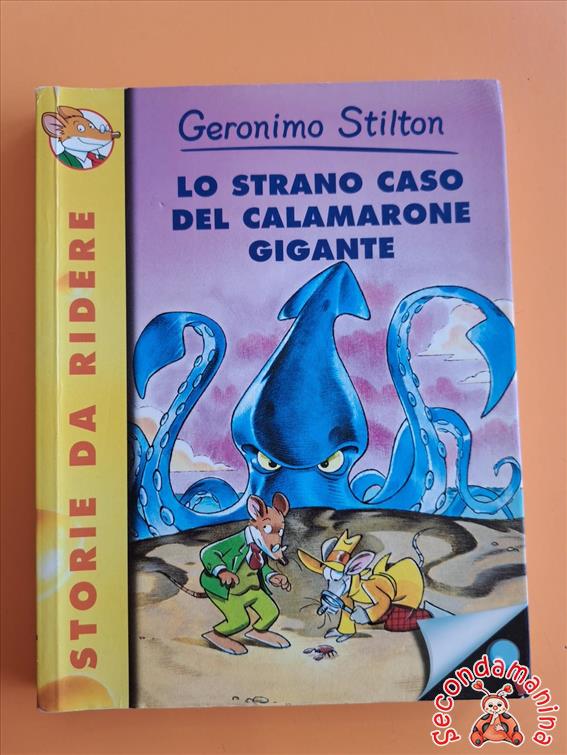 Geronimo Stilton
LO STRANO CASO
DEL CALAMARONE
GIGANTE
STORIE DA RIDERE
secondamanina